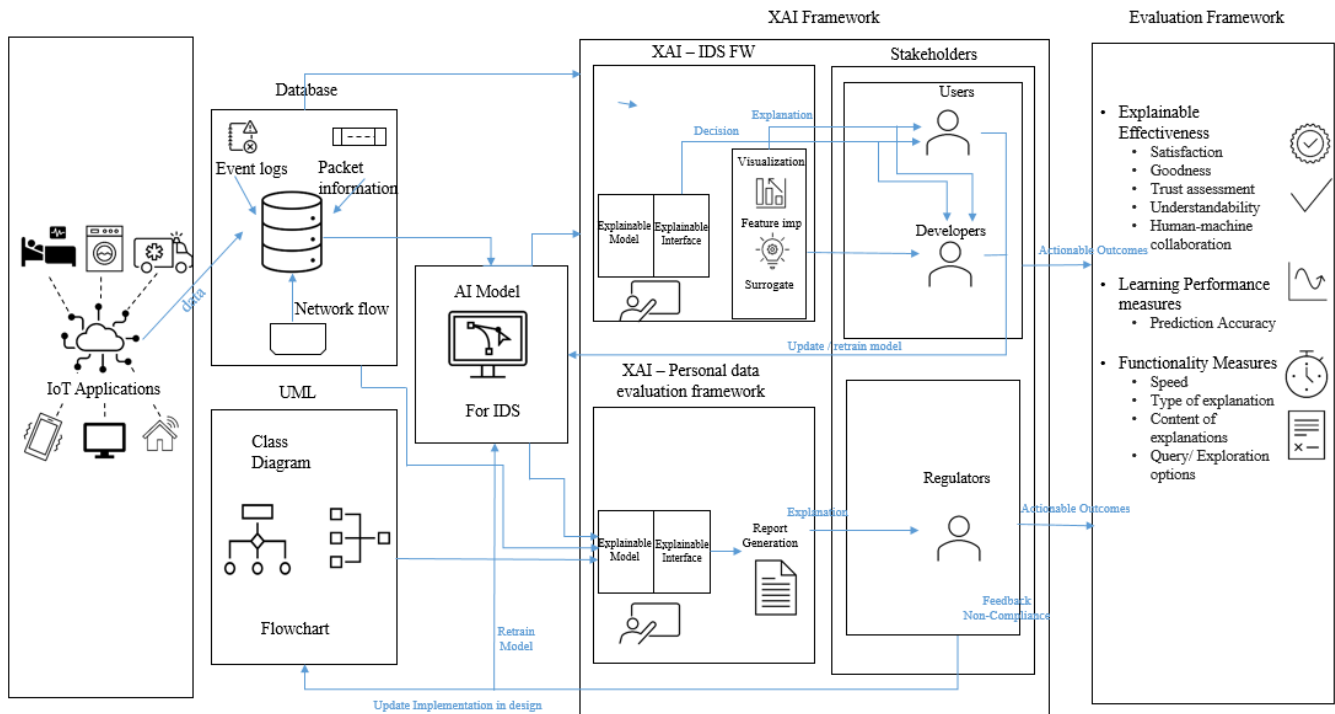 XAI Framework
Evaluation Framework
XAI – IDS FW
Stakeholders
Database
Users
Event logs
Packet
information
Explanation
Decision
Visualization
Explainable
Model
Explainable
Interface
Feature imp
Surrogate
Developers
Actionable Outcomes
data
AI Model
For IDS
Network flow
IoT Applications
Update / retrain model
UML
XAI – Personal data
evaluation framework
Class
Diagram
Flowchart
Explainable
Model
Explainable
Interface
Report
Generation
Explanation
Regulators
Actionable Outcomes
Feedback
Non-Compliance
Retrain
Model
Update Implementation in design
• Explainable
Effectiveness
• Satisfaction
• Goodness
• Trust assessment
• Understandability
• Human-machine
collaboration
• Learning Performance
measures
• Prediction Accuracy
• Functionality Measures
• Speed
• Type of explanation
• Content of
explanations
• Query/ Exploration
options